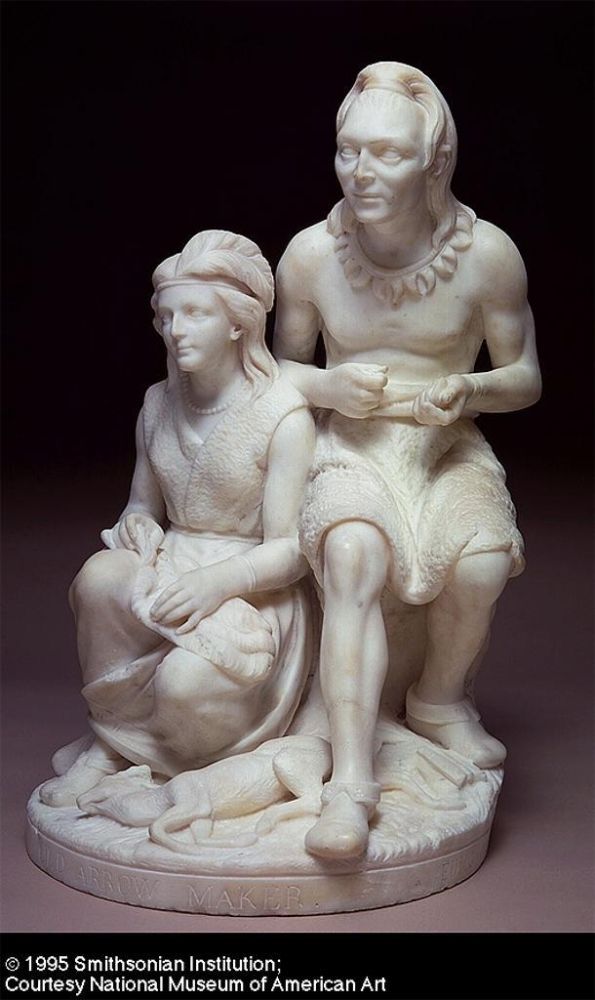 ARROW MAKER
© 1995 Smithsonian Institution;
Courtesy National Museum of American Art